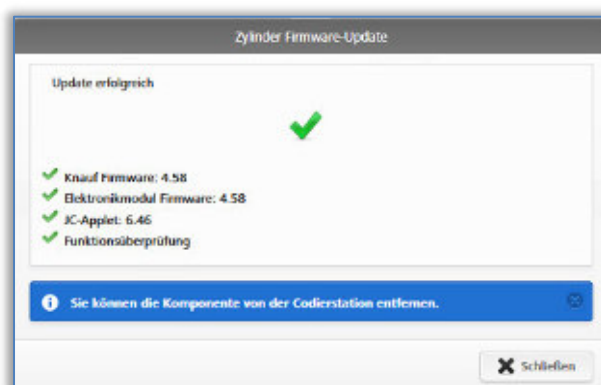 Zylinder Firmware-Update
Update erfolgreich
Knauf Firmware: 4.58
Elektronikmodul Firmware: 4.58
JC-Applet: 6.46
Funktionsüberprüfung
Sie können die Komponente von der Codierstation entfernen.
Schließen